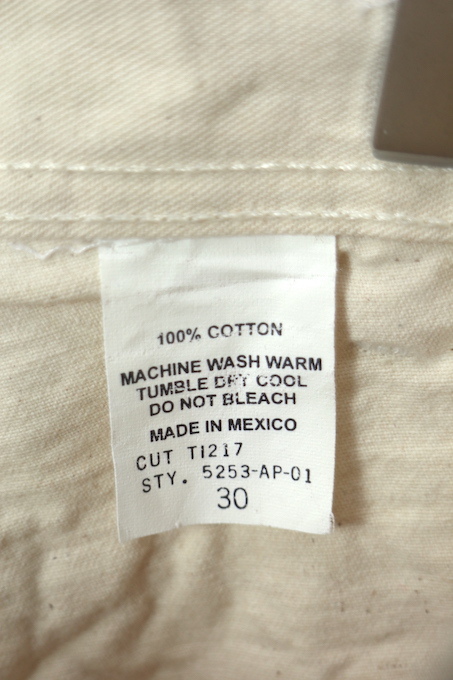 100% COTTON
MACHINE WASH WARM
TUMBLE DRY COOL
DO NOT BLEACH
MADE IN MEXICO
CUT TI217
STY. 5253-AP-01
30